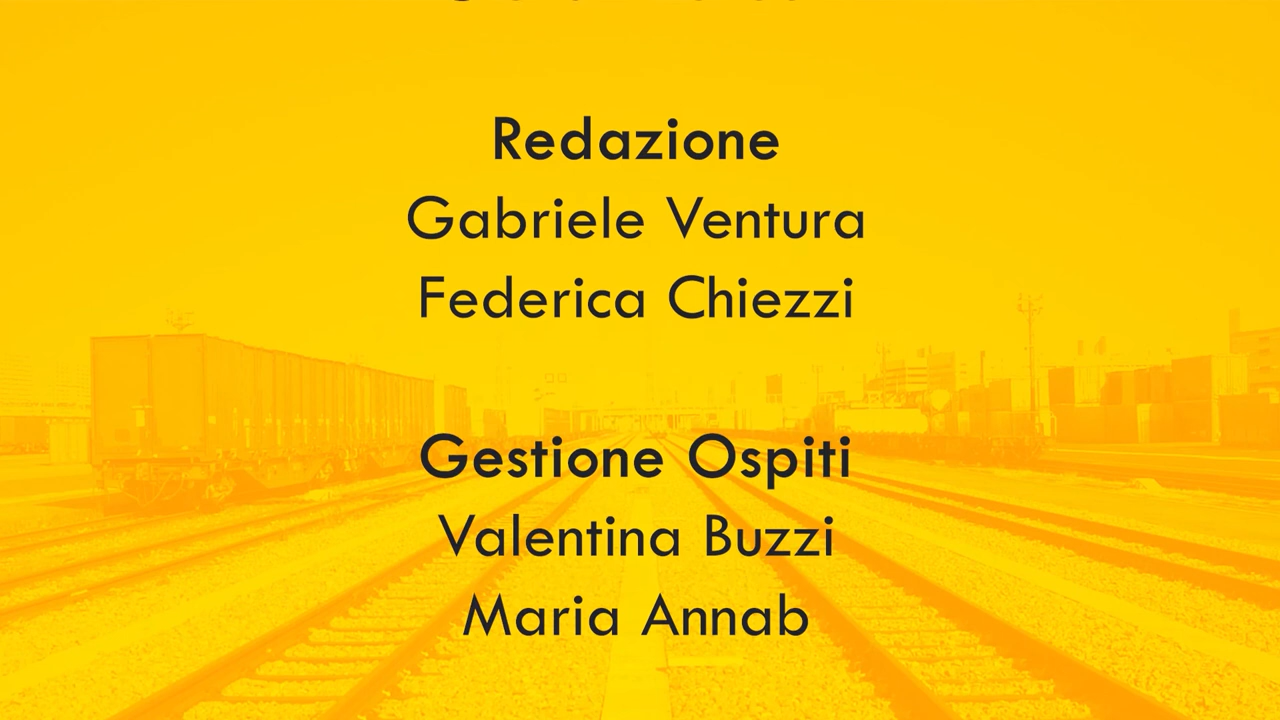 Redazione
Gabriele Ventura
Federica Chiezzi
Gestione Ospiti
Valentina Buzzi
Maria Annab